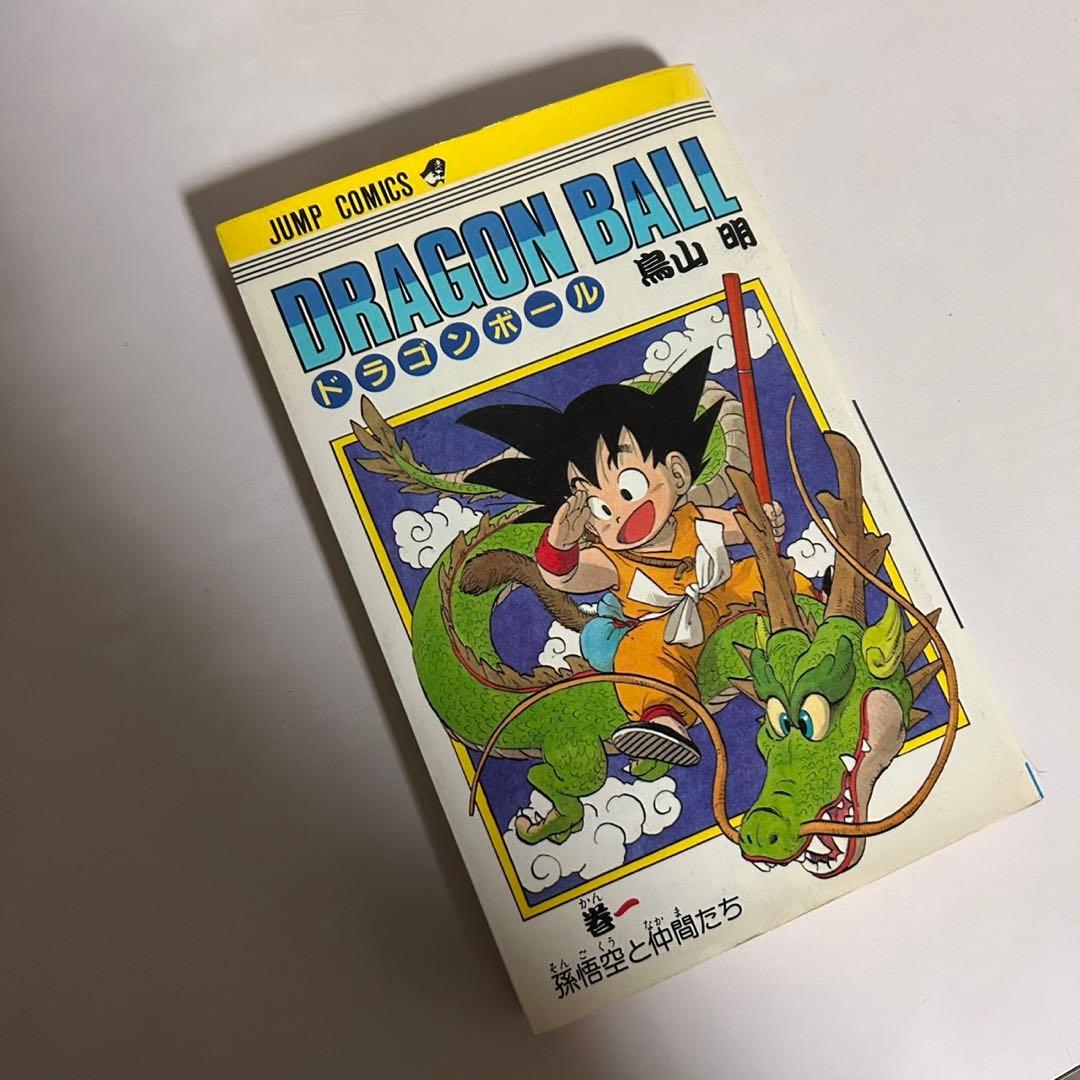 JUMP COMICS
DRAGON BALL
ドラゴンボール
鳥山 明
かん
巻一
そん ご くう なか ま
孫悟空と仲間たち